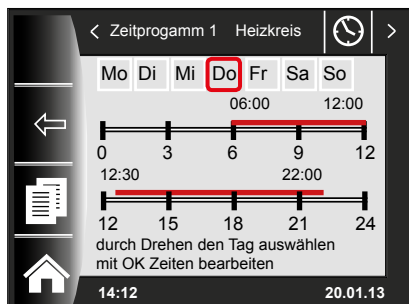 < Zeitprogamm 1 Heizkreis >
Mo Di Mi Do Fr Sa So
06:00 12:00
0 3 6 9 12
12:30 22:00
12 15 18 21 24
durch Drehen den Tag auswählen
mit OK Zeiten bearbeiten
14:12 20.01.13